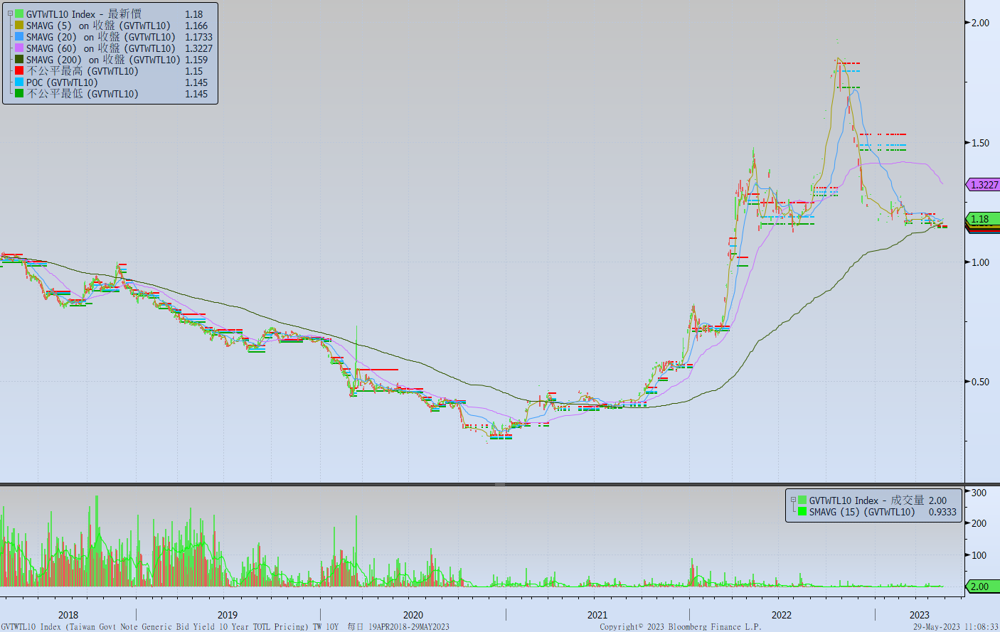 GVTWTL10 Index - 最新價 1.18
SMAVG (5) on 收盤 (GVTWTL10) 1.166
SMAVG (20) on 收盤 (GVTWTL10) 1.1733
SMAVG (60) on 收盤 (GVTWTL10) 1.3227
SMAVG (200) on 收盤 (GVTWTL10) 1.159
不公平最高 (GVTWTL10) 1.15
POC (GVTWTL10) 1.145
不公平最低 (GVTWTL10) 1.145
2.00
1.50
1.3227
1.18
1.00
0.50
GVTWTL10 Index - 成交量 2.00
SMAVG (15) (GVTWTL10) 0.9333
300
200
100
2.00
2018 2019 2020 2021 2022 2023
GVTWTL10 Index (Taiwan Govt Note Generic Bid Yield 10 Year TOTL Pricing) TW 10Y 每日 19APR2018-29MAY2023 Copyright© 2023 Bloomberg Finance L.P. 29-May-2023 11:08:33